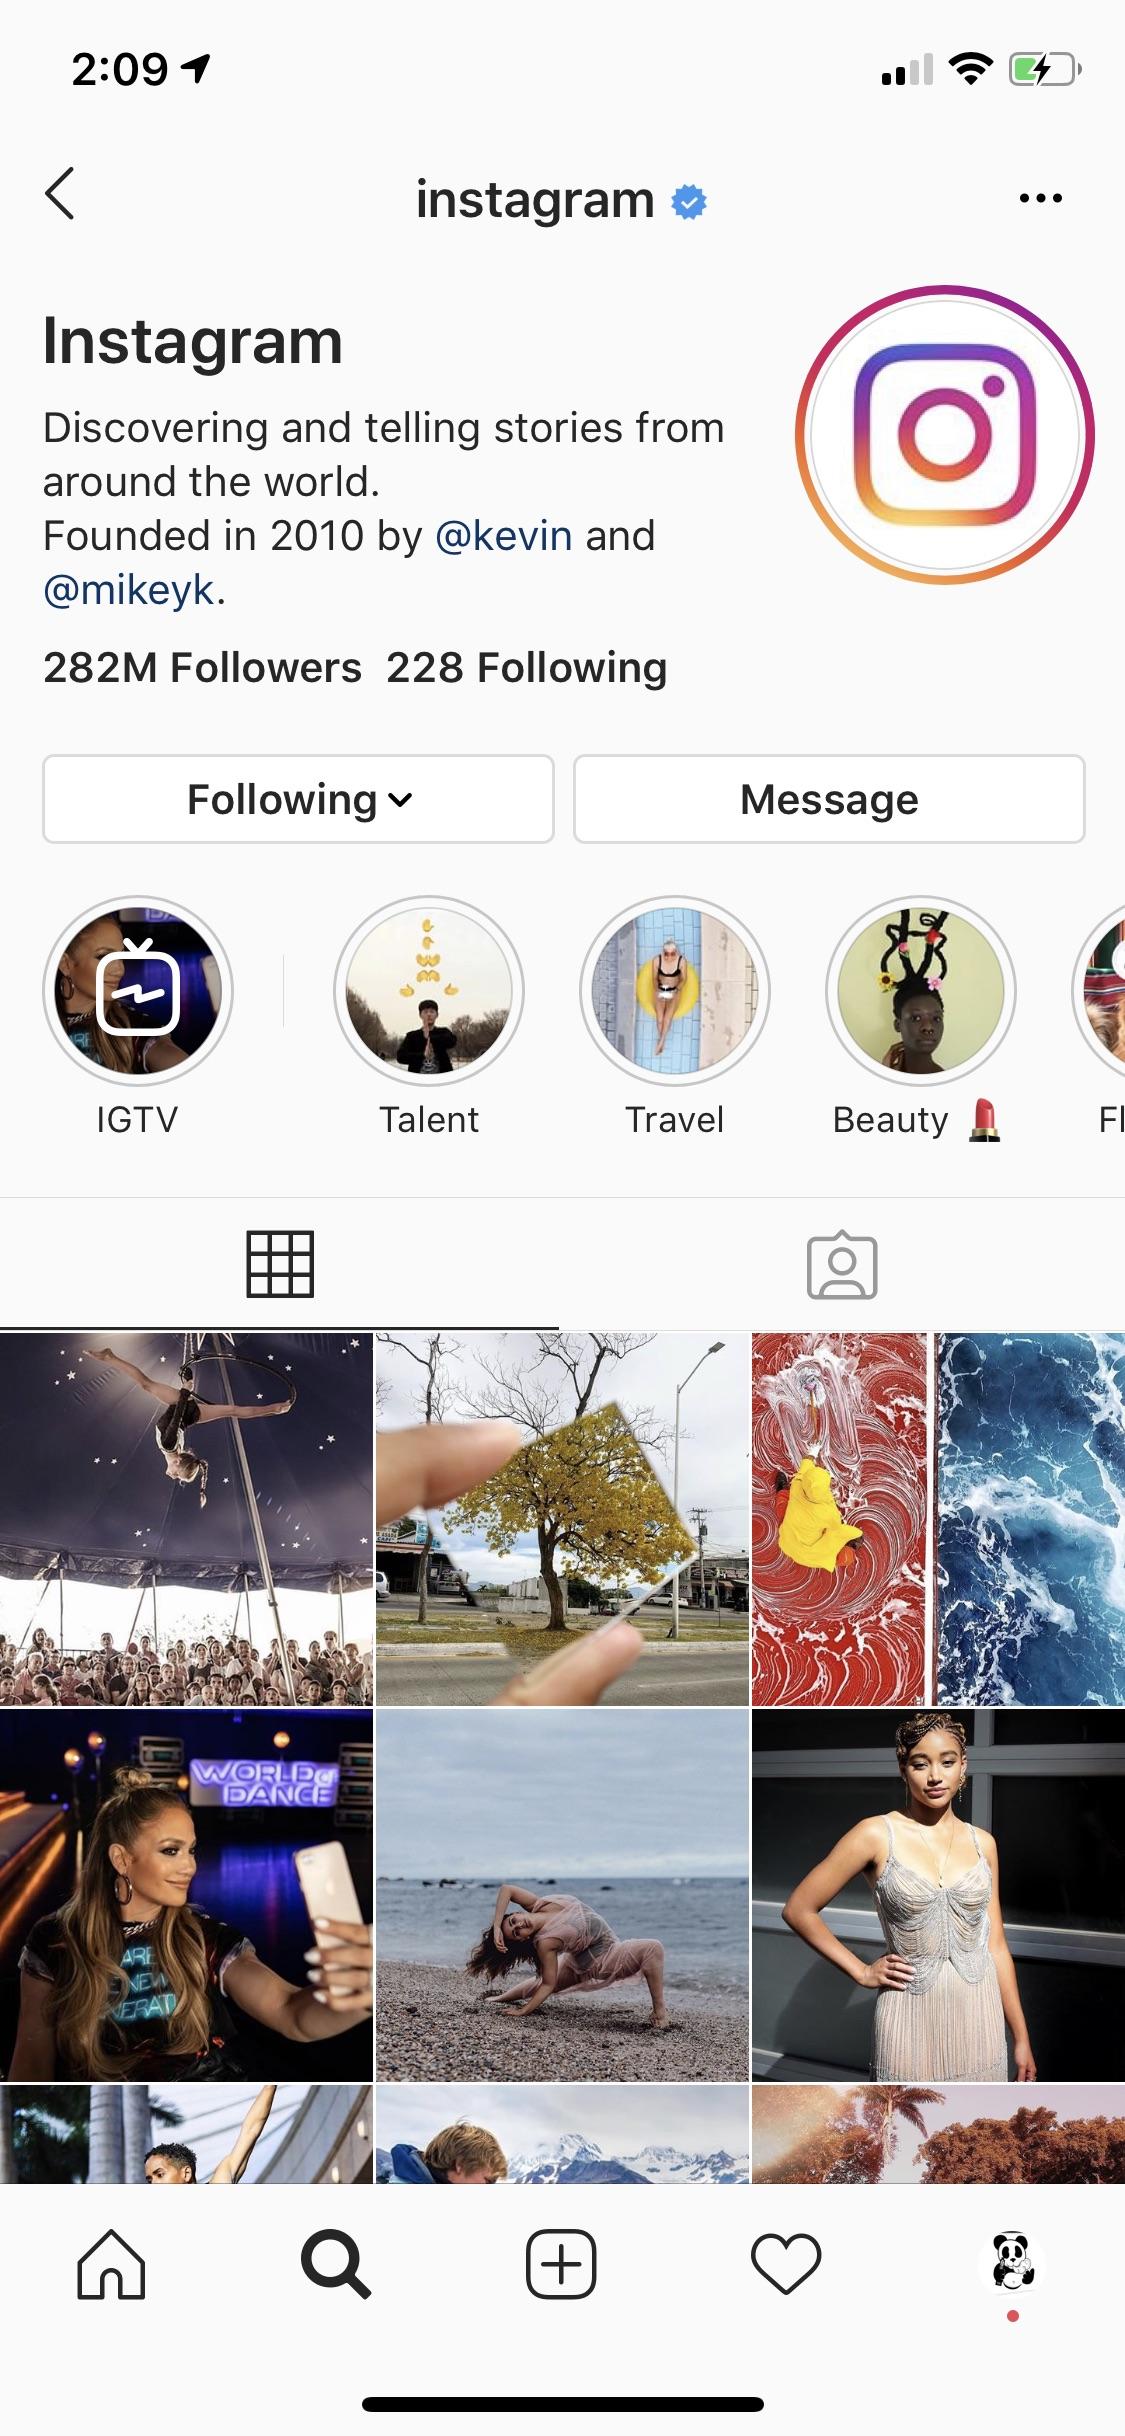 2:09
instagram
Instagram
Discovering and telling stories from
around the world.
Founded in 2010 by @kevin and
@mikeyk.
282M Followers 228 Following
Following
Message
IGTV
Talent
Travel
Beauty 💄
Fl
WORLD OF
DANCE
ARE
NEW
NERATI